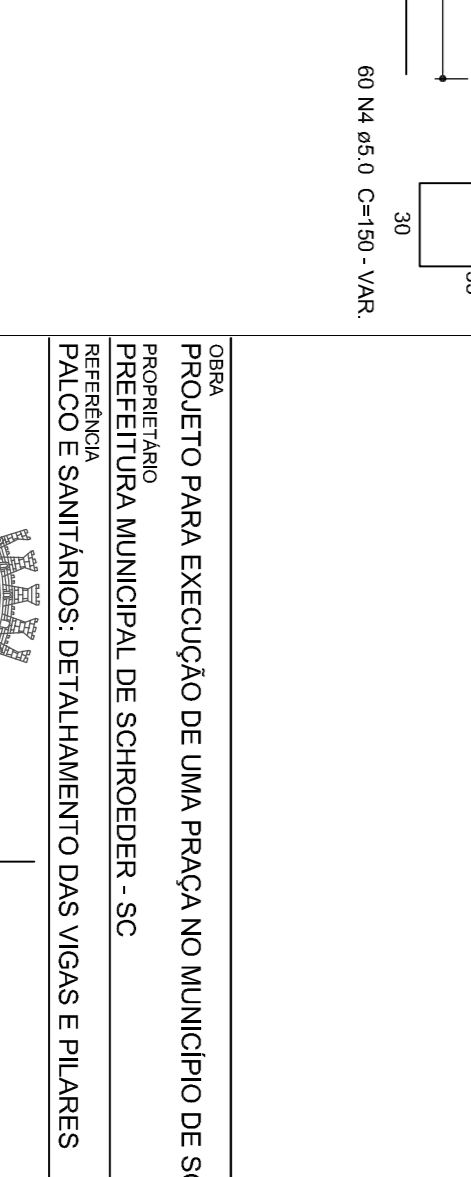 60 N4 ø5.0 C=150 - VAR.
30
OBRA
PROJETO PARA EXECUÇÃO DE UMA PRAÇA NO MUNICÍPIO DE
PROPRIETÁRIO
PREFEITURA MUNICIPAL DE SCHROEDER - SC
REFERÊNCIA
PALCO E SANITÁRIOS: DETALHAMENTO DAS VIGAS E PILARES